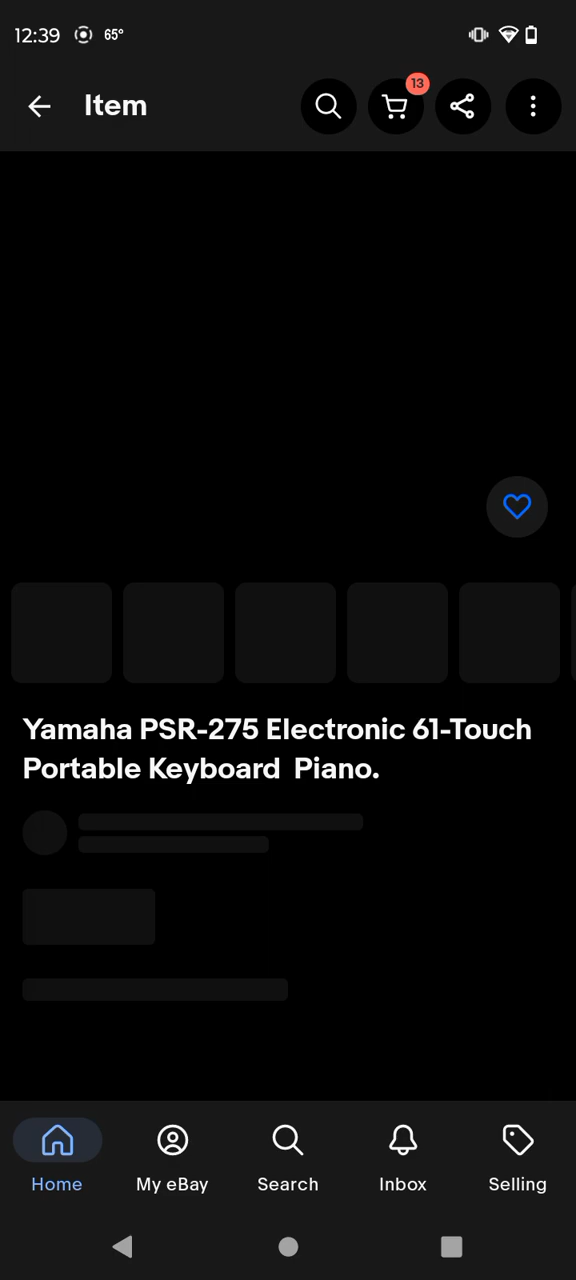 12:39 65°
Item 13
Yamaha PSR-275 Electronic 61-Touch
Portable Keyboard  Piano.
Home My eBay Search Inbox Selling